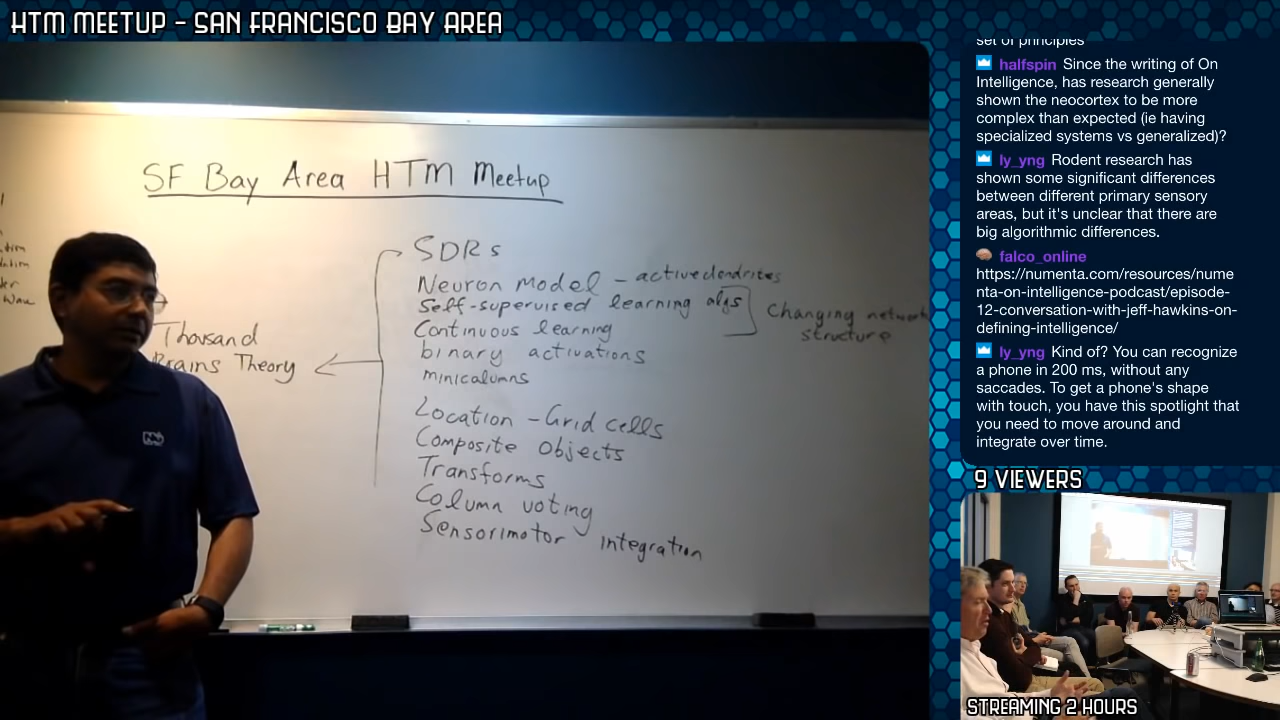 HTM MEETUP - SAN FRANCISCO BAY AREA
SF Bay Area HTM Meetup
SDRs
Neuron model - active dendrites
Self-supervised learning algs
Continuous learning
Changing network
structure
binary activations
minicolumns
Thousand
Brains Theory
Location - Grid cells
Composite Objects
Transforms
Column voting
Sensorimotor integration
set of principles
halfspin Since the writing of On
Intelligence, has research generally
shown the neocortex to be more
complex than expected (ie having
specialized systems vs generalized)?
ly_yng Rodent research has
shown some significant differences
between different primary sensory
areas, but it's unclear that there are
big algorithmic differences.
falco_online
https://numenta.com/resources/nume
nta-on-intelligence-podcast/episode-
12-conversation-with-jeff-hawkins-on-
defining-intelligence/
ly_yng Kind of? You can recognize
a phone in 200 ms, without any
saccades. To get a phone's shape
with touch, you have this spotlight that
you need to move around and
integrate over time.
9 VIEWERS
STREAMING 2 HOURS